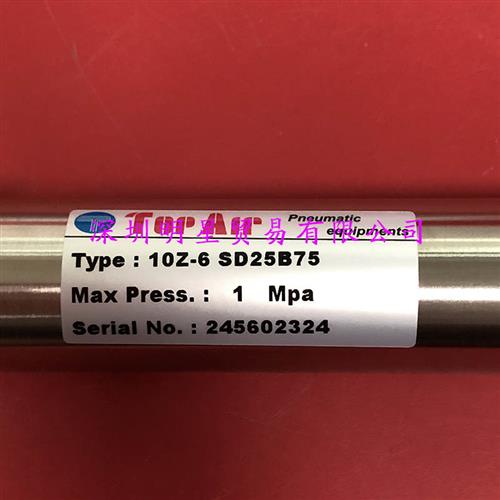 TopAir Pneumatic equipments
深圳明星贸易有限公司
Type : 10Z-6 SD25B75
Max Press. : 1 Mpa
Serial No. : 245602324